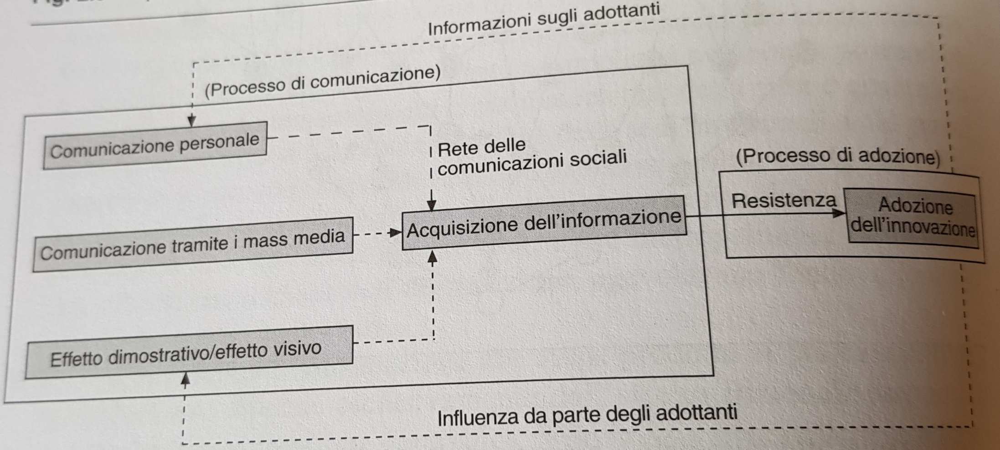 Informazioni sugli adottanti
(Processo di comunicazione)
Comunicazione personale
Rete delle
comunicazioni sociali
(Processo di adozione)
Resistenza
Adozione
dell'innovazione
Acquisizione dell'informazione
Comunicazione tramite i mass media
Effetto dimostrativo/effetto visivo
Influenza da parte degli adottanti